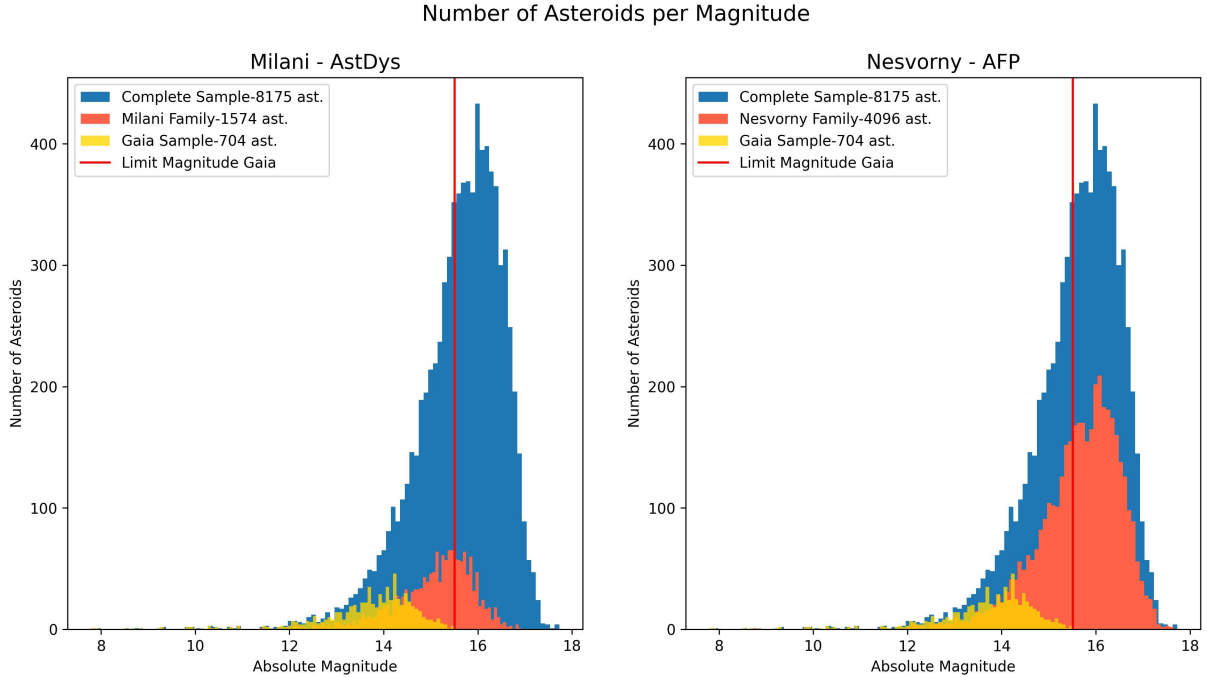 Number of Asteroids per Magnitude
Milani - AstDys
Complete Sample-8175 ast.
Milani Family-1574 ast.
Gaia Sample-704 ast.
Limit Magnitude Gaia
Number of Asteroids
400
300
200
100
0
8 10 12 14 16 18
Absolute Magnitude
Nesvorny - AFP
Complete Sample-8175 ast.
Nesvorny Family-4096 ast.
Gaia Sample-704 ast.
Limit Magnitude Gaia
Number of Asteroids
400
300
200
100
0
8 10 12 14 16 18
Absolute Magnitude